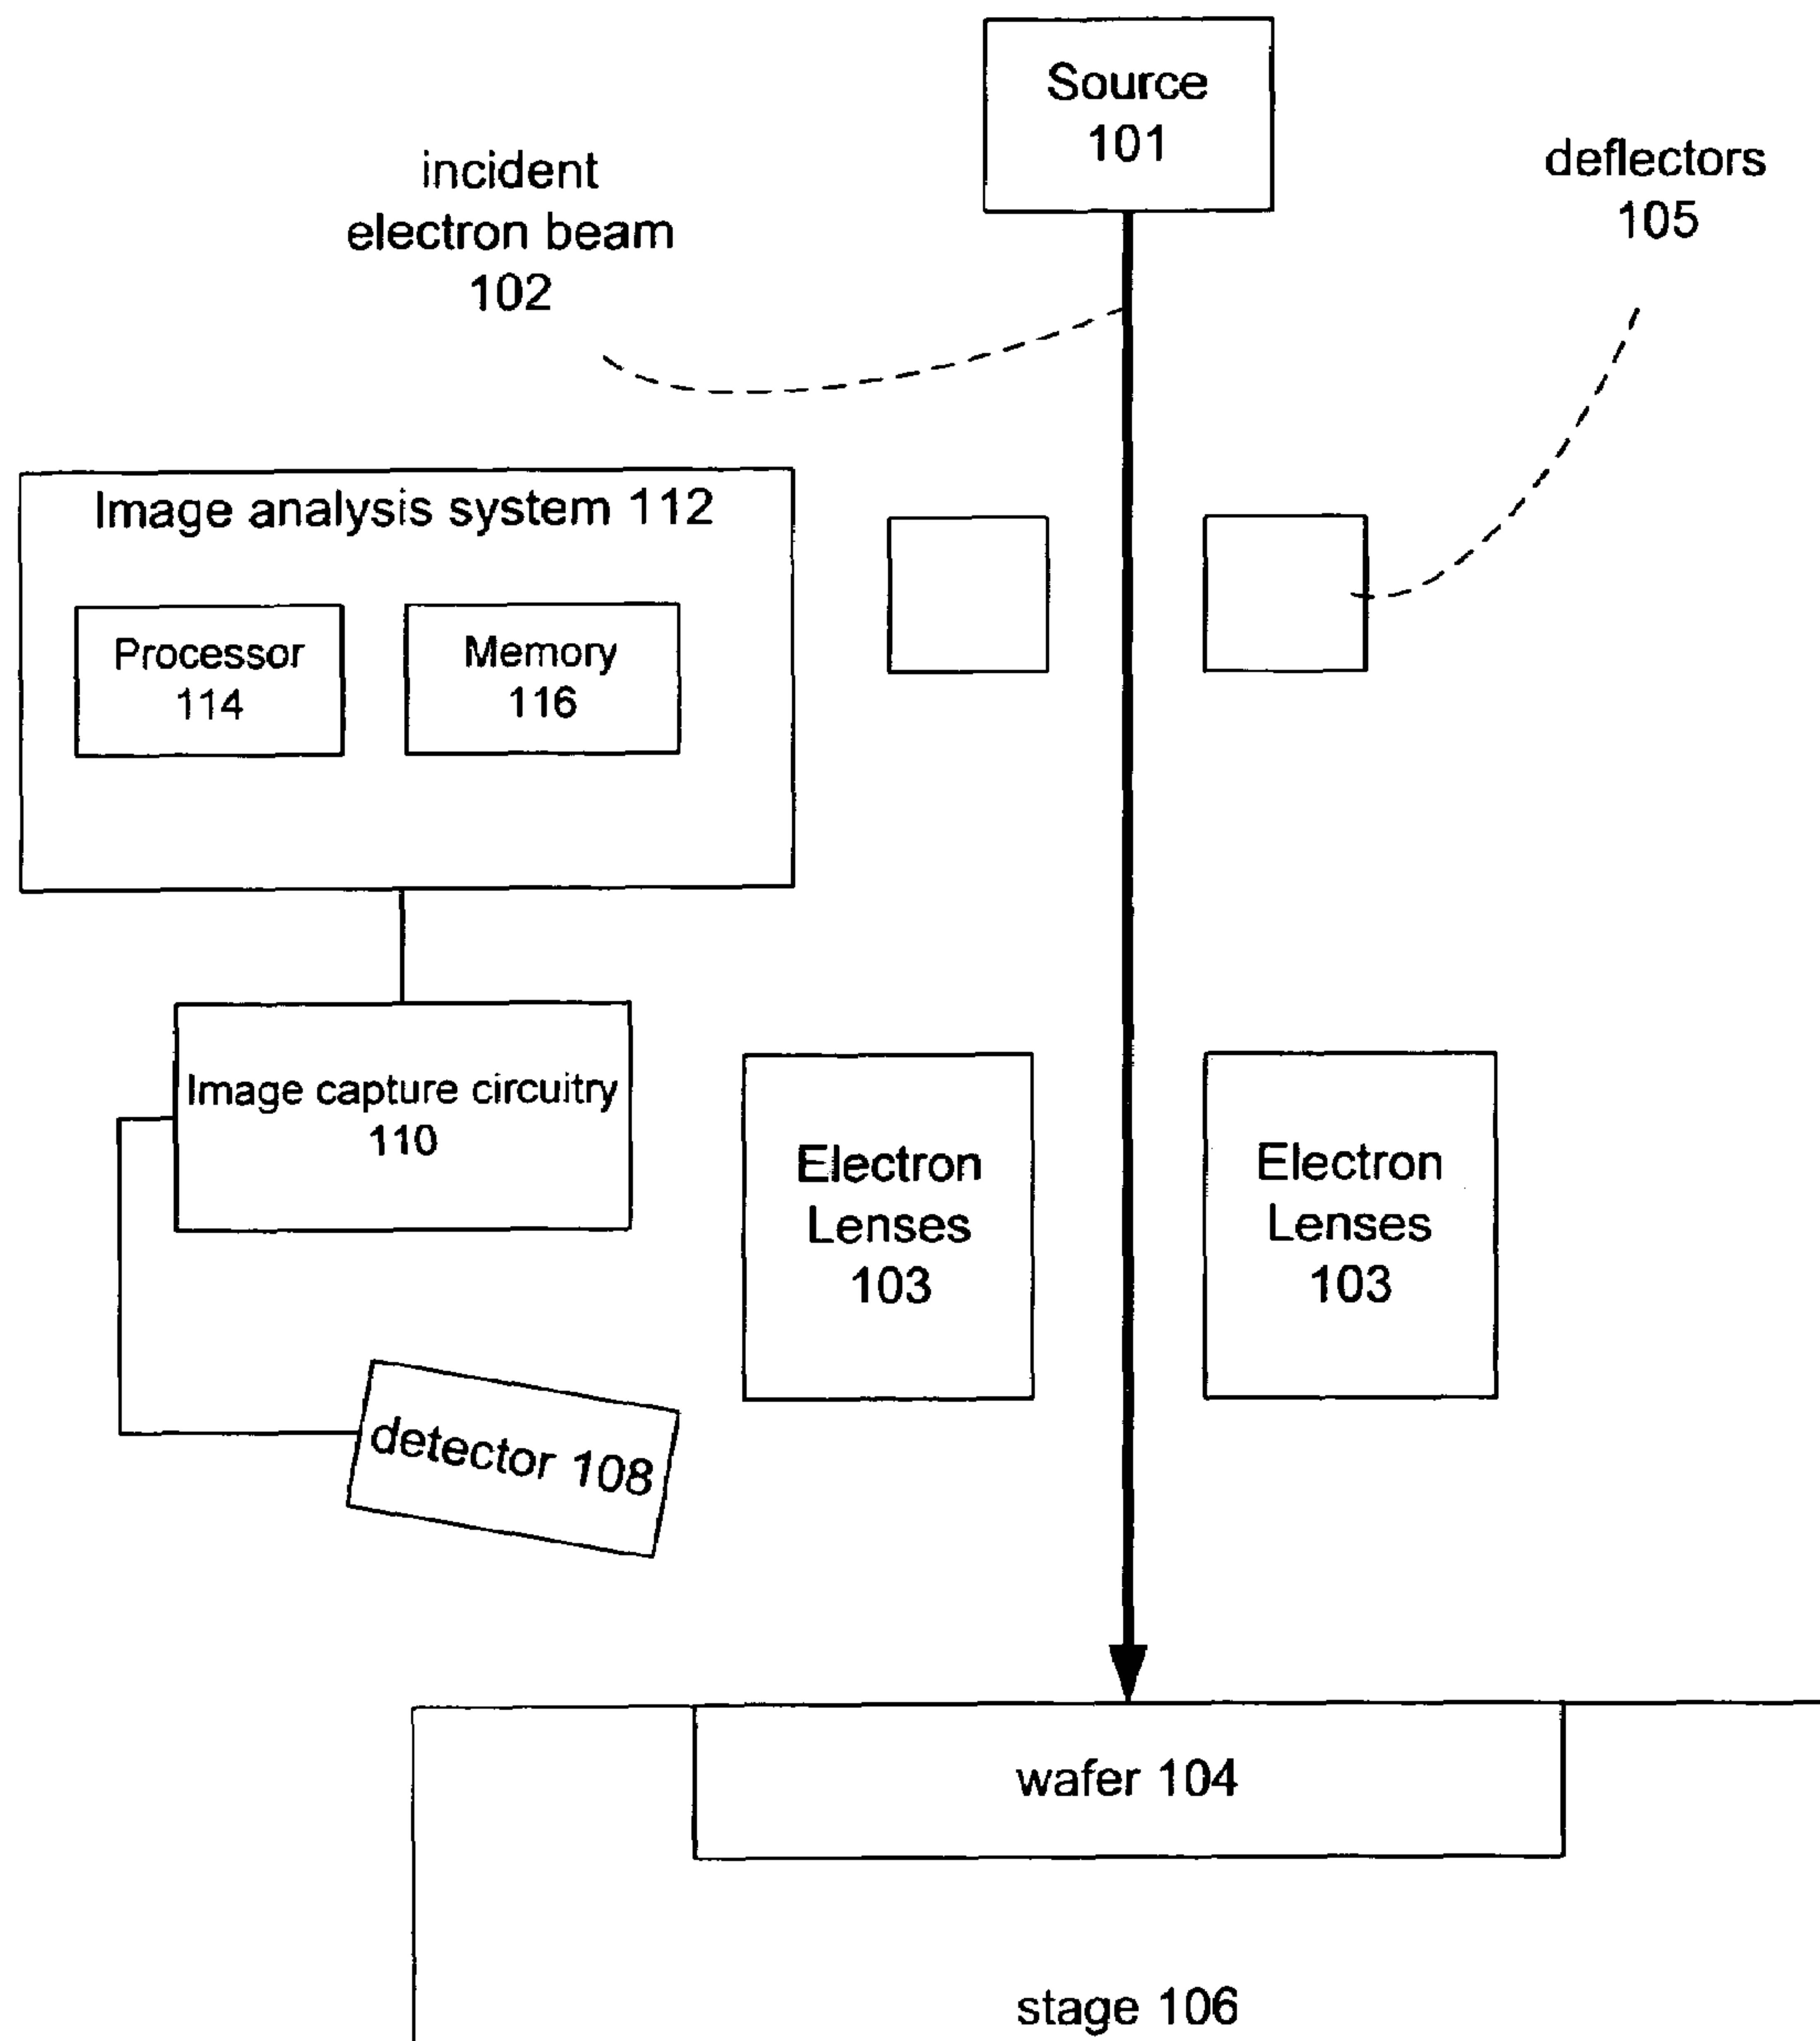 Source
101
incident
electron beam
102
deflectors
105
Image analysis system 112
Processor
114
Memory
116
Image capture circuitry
110
Electron
Lenses
103
Electron
Lenses
103
detector 108
wafer 104
stage 106